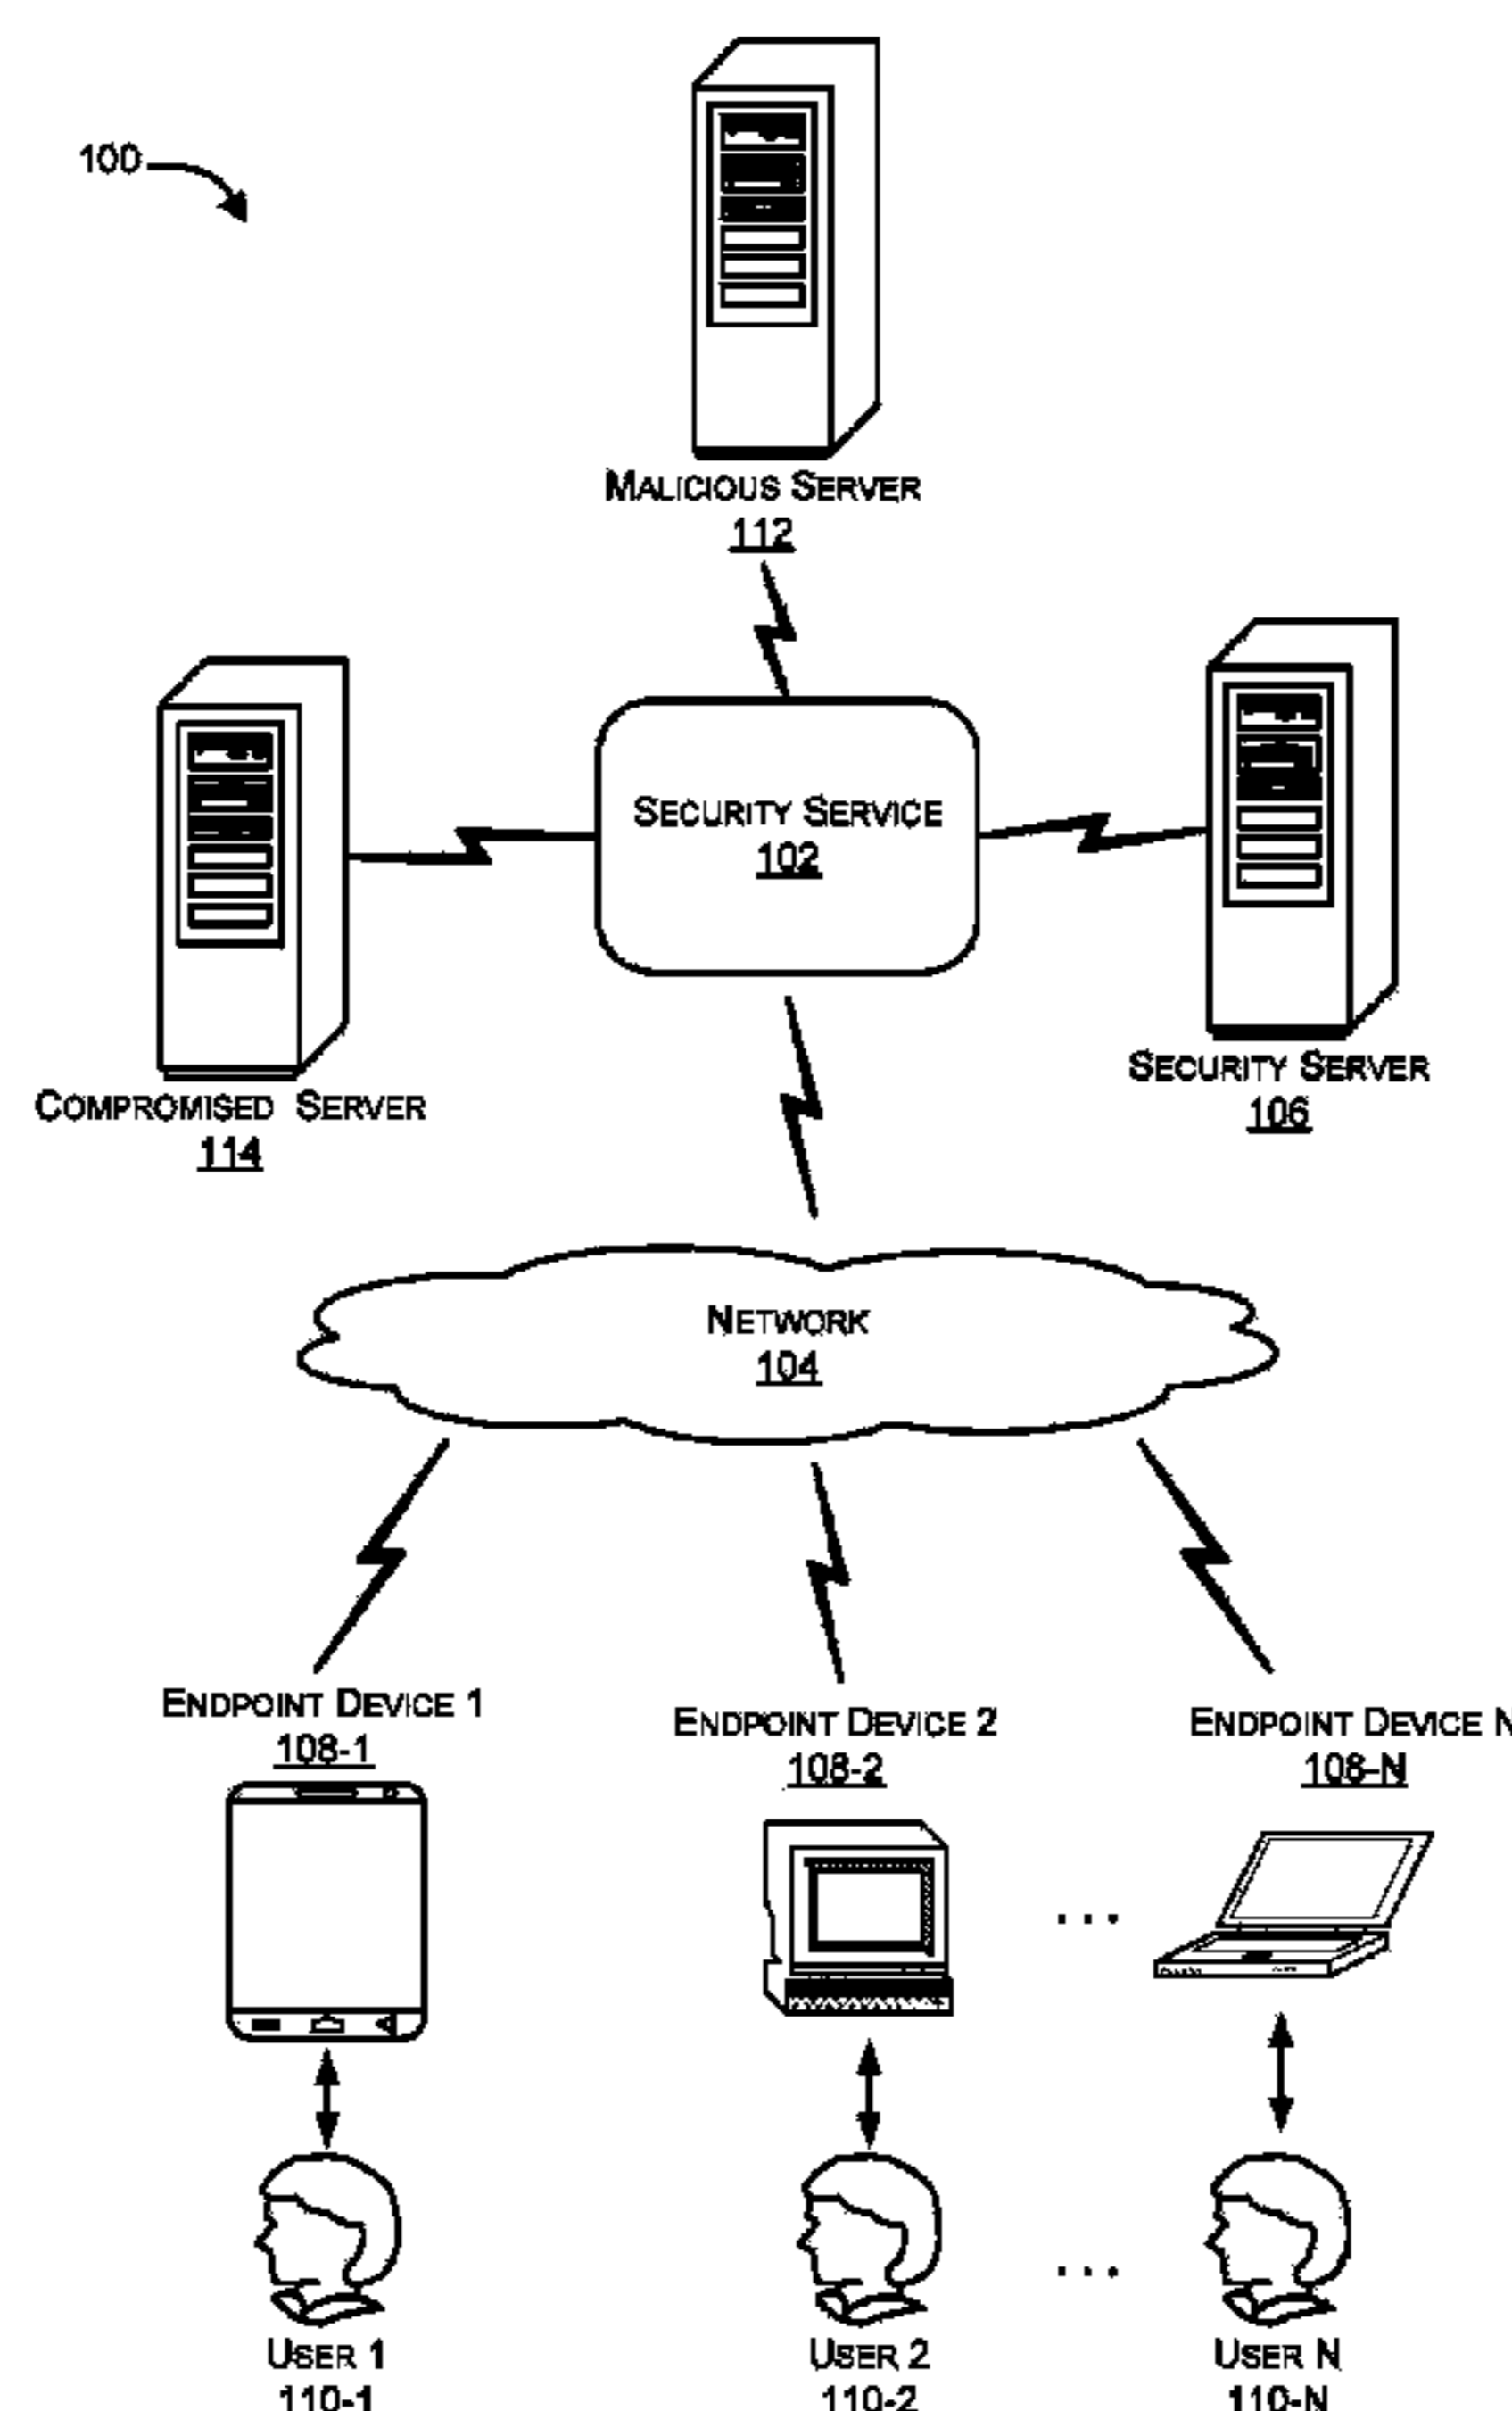 100
MALICIOUS SERVER
112
SECURITY SERVICE
102
COMPROMISED SERVER
114
SECURITY SERVER
106
NETWORK
104
ENDPOINT DEVICE 1
108-1
ENDPOINT DEVICE 2
108-2
ENDPOINT DEVICE N
108-N
...
...
USER 1
110-1
USER 2
110-2
USER N
110-N